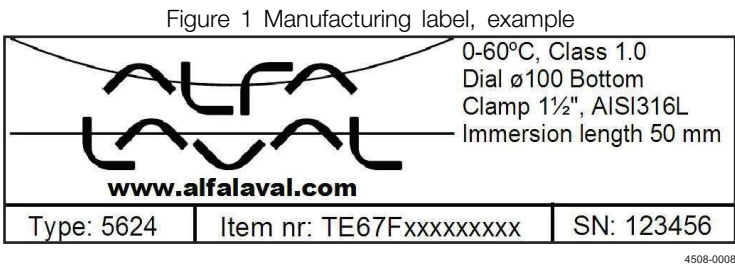 Figure 1 Manufacturing label, example
ALFA
LAVAL
www.alfalaval.com
0-60ºC, Class 1.0
Dial ø100 Bottom
Clamp 1½", AISI316L
Immersion length 50 mm
Type: 5624
Item nr: TE67Fxxxxxxxxx
SN: 123456
4508-0008